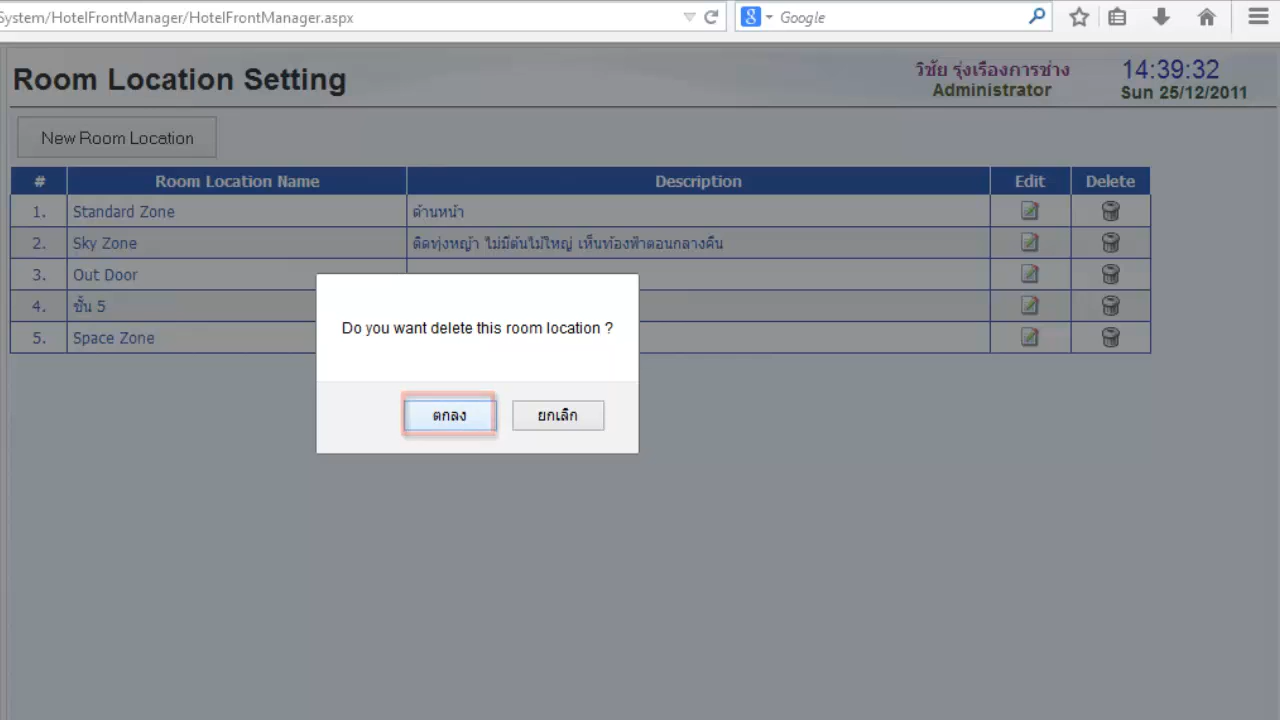 System/HotelFrontManager/HotelFrontManager.aspx
8 Google
Room Location Setting
วิชัย รุ่งเรืองการช่าง
Administrator
14:39:32
Sun 25/12/2011
New Room Location
# Room Location Name Description Edit Delete
1. Standard Zone ด้านหน้า
2. Sky Zone ติดทุ่งหญ้า ไม่มีต้นไม้ใหญ่ เห็นท้องฟ้าตอนกลางคืน
3. Out Door
4. ชั้น 5
5. Space Zone
Do you want delete this room location ?
ตกลง ยกเลิก